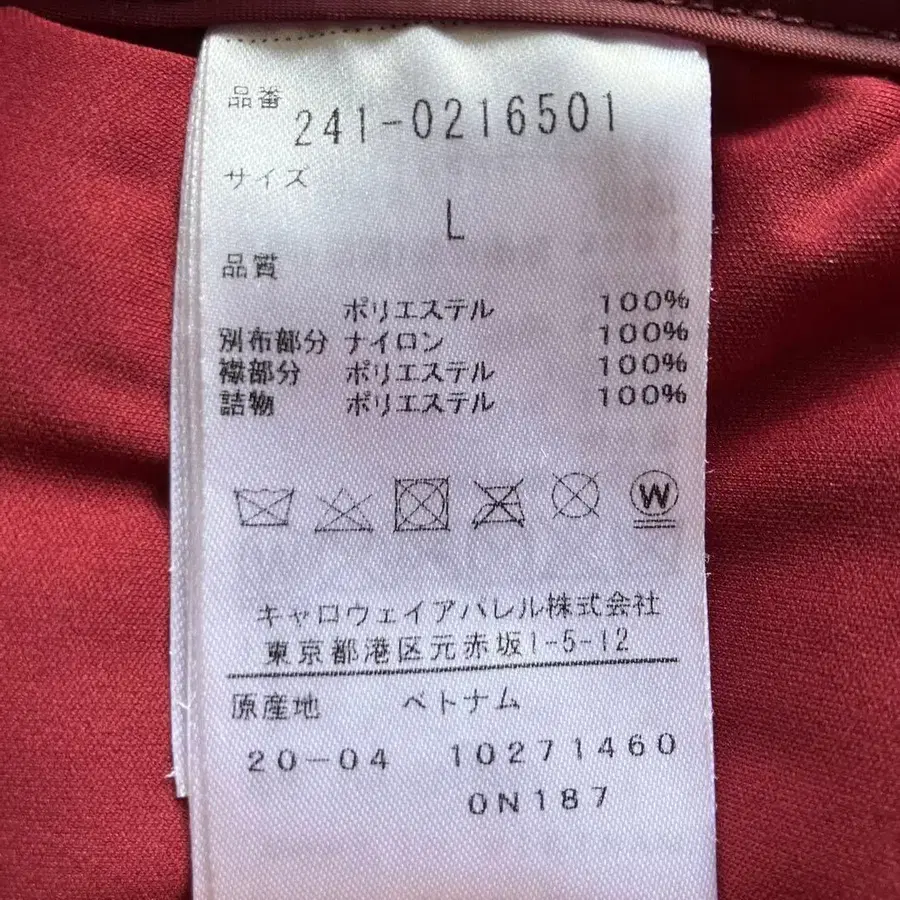 品番
241-0216501
サイズ
L
品質
ポリエステル 100%
別布部分 ナイロン 100%
襟部分 ポリエステル 100%
詰物 ポリエステル 100%
W
キャロウェイアパレル株式会社
東京都港区元赤坂1-5-12
原産地 ベトナム
20-04 10271460
0N187